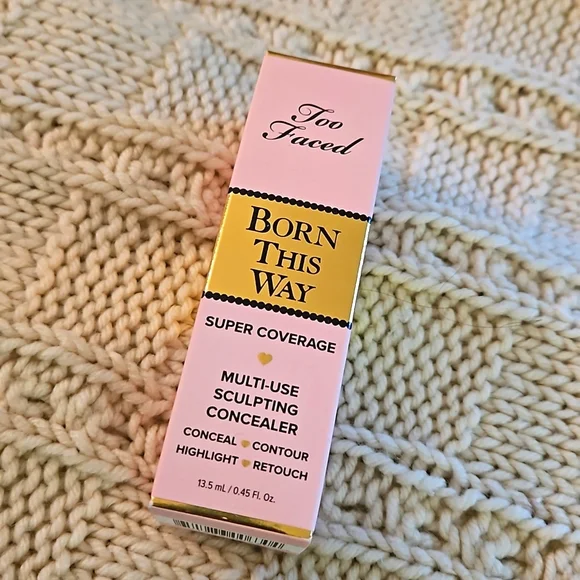 Too
Faced
BORN
THIS
WAY
SUPER COVERAGE
MULTI-USE
SCULPTING
CONCEALER
CONCEAL CONTOUR
HIGHLIGHT RETOUCH
13.5 mL / 0.45 Fl. Oz.